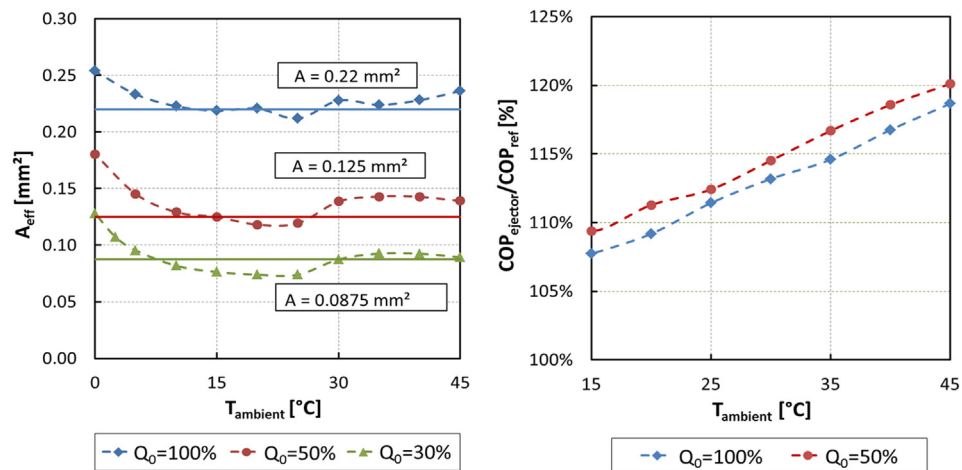 0.30
0.25
0.20
0.15
0.10
0.05
0.00
A_eff [mm²]
A = 0.22 mm²
A = 0.125 mm²
A = 0.0875 mm²
0 15 30 45
T_ambient [°C]
Q₀=100% Q₀=50% Q₀=30%
125%
120%
115%
110%
105%
100%
COP_ejector/COP_ref [%]
15 25 35 45
T_ambient [°C]
Q₀=100% Q₀=50%